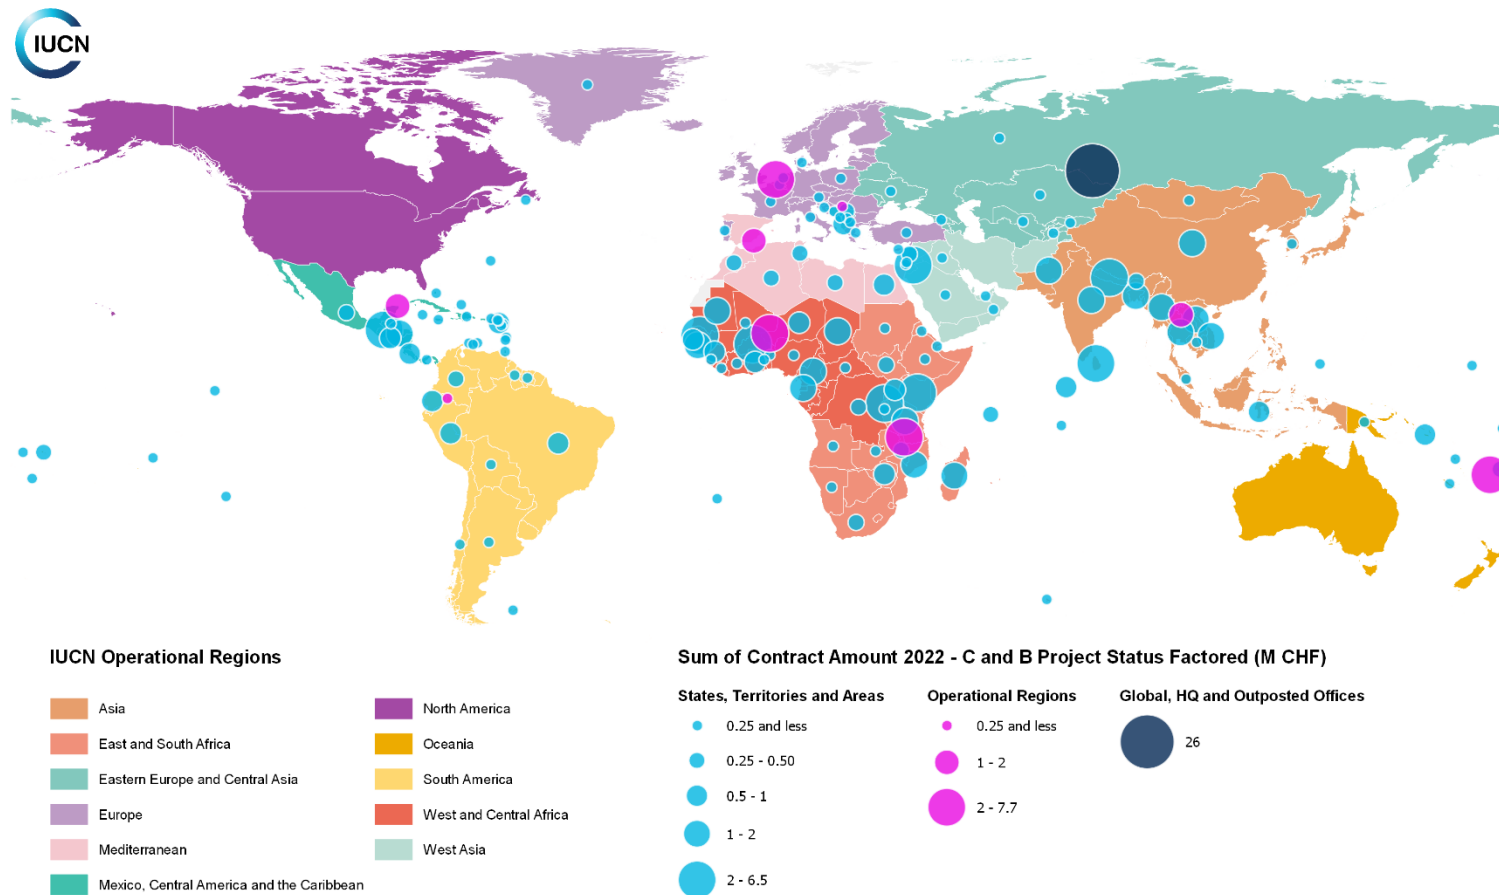 IUCN
IUCN Operational Regions
Asia
East and South Africa
Eastern Europe and Central Asia
Europe
Mediterranean
Mexico, Central America and the Caribbean
North America
Oceania
South America
West and Central Africa
West Asia
Sum of Contract Amount 2022 - C and B Project Status Factored (M CHF)
States, Territories and Areas
0.25 and less
0.25 - 0.50
0.5 - 1
1 - 2
2 - 6.5
Operational Regions
0.25 and less
1 - 2
2 - 7.7
Global, HQ and Outposted Offices
26